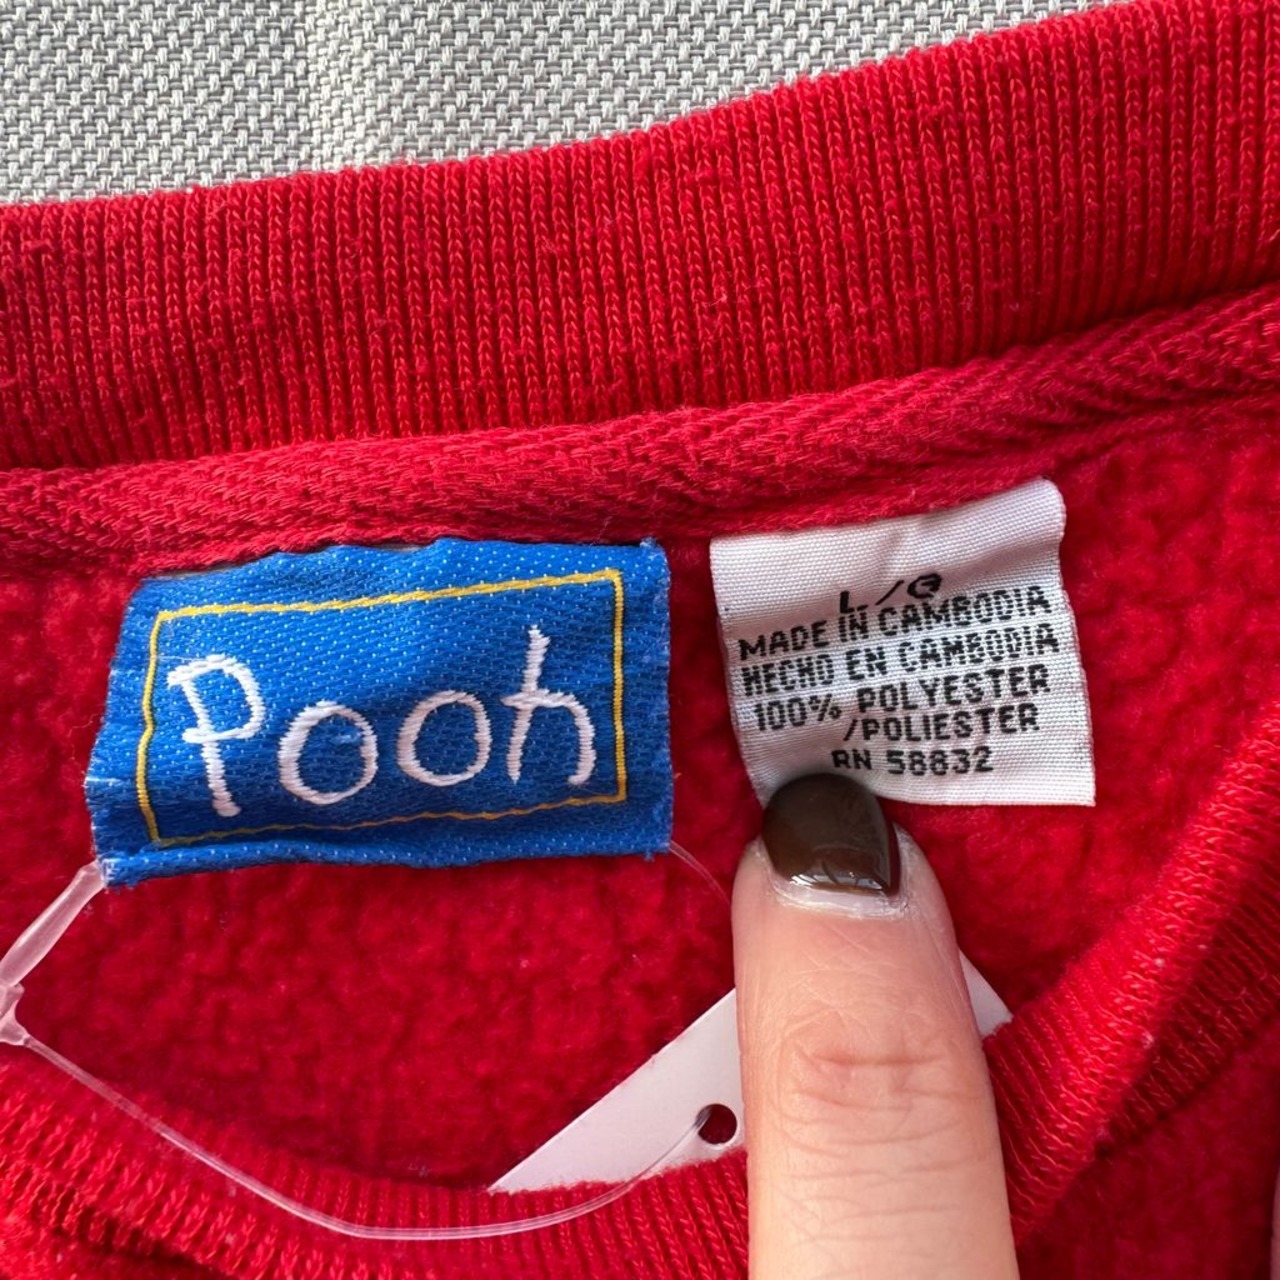 Pooh
L/G
MADE IN CAMBODIA
HECHO EN CAMBODIA
100% POLYESTER
/POLIESTER
RN 58832